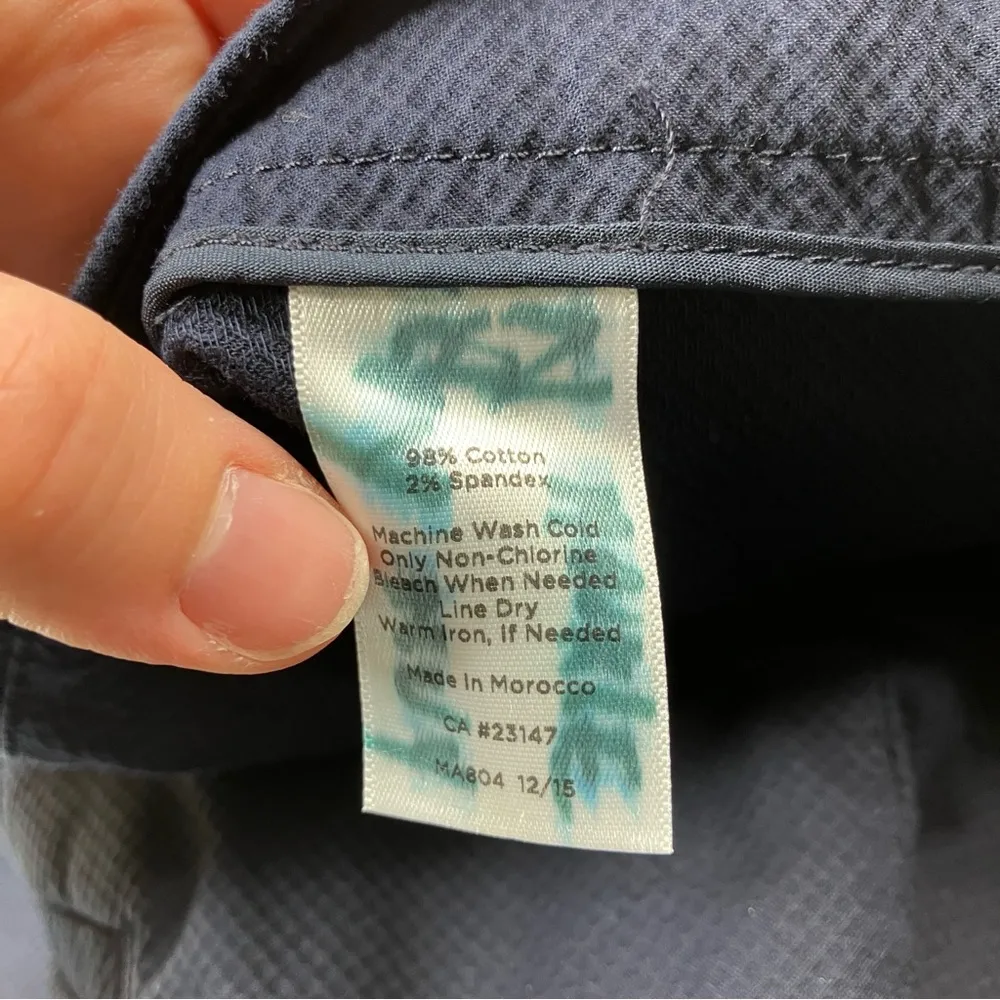 98% Cotton
2% Spandex
Machine Wash Cold
Only Non-Chlorine
Bleach When Needed
Line Dry
Warm Iron, If Needed
Made In Morocco
CA #23147
MA804 12/15